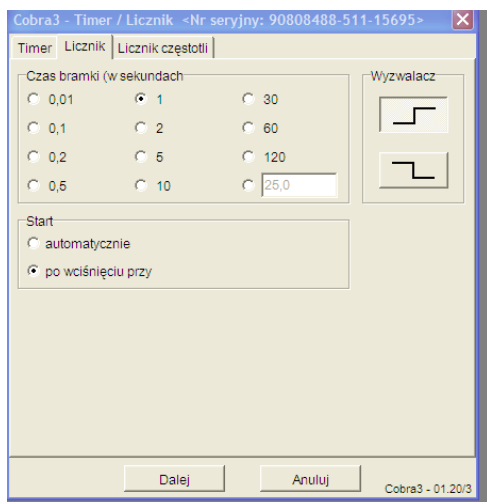 Cobra3 - Timer / Licznik <Nr seryjny: 90808488-511-15695>
Timer Licznik Licznik częstotli
Czas bramki (w sekundach
Wyzwalacz
0,01 1 30
0,1 2 60
0,2 5 120
0,5 10 25,0
Start
automatycznie
po wciśnięciu przy
Dalej Anuluj
Cobra3 - 01.20/3